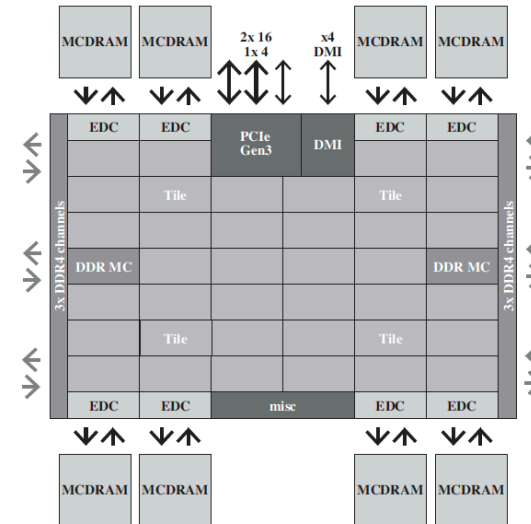 MCDRAM
MCDRAM
2x 16
1x 4
x4
DMI
MCDRAM
MCDRAM
EDC
EDC
PCIe
Gen3
DMI
EDC
EDC
Tile
Tile
3x DDR4 channels
DDR MC
DDR MC
3x DDR4 channels
Tile
Tile
EDC
EDC
misc
EDC
EDC
MCDRAM
MCDRAM
MCDRAM
MCDRAM